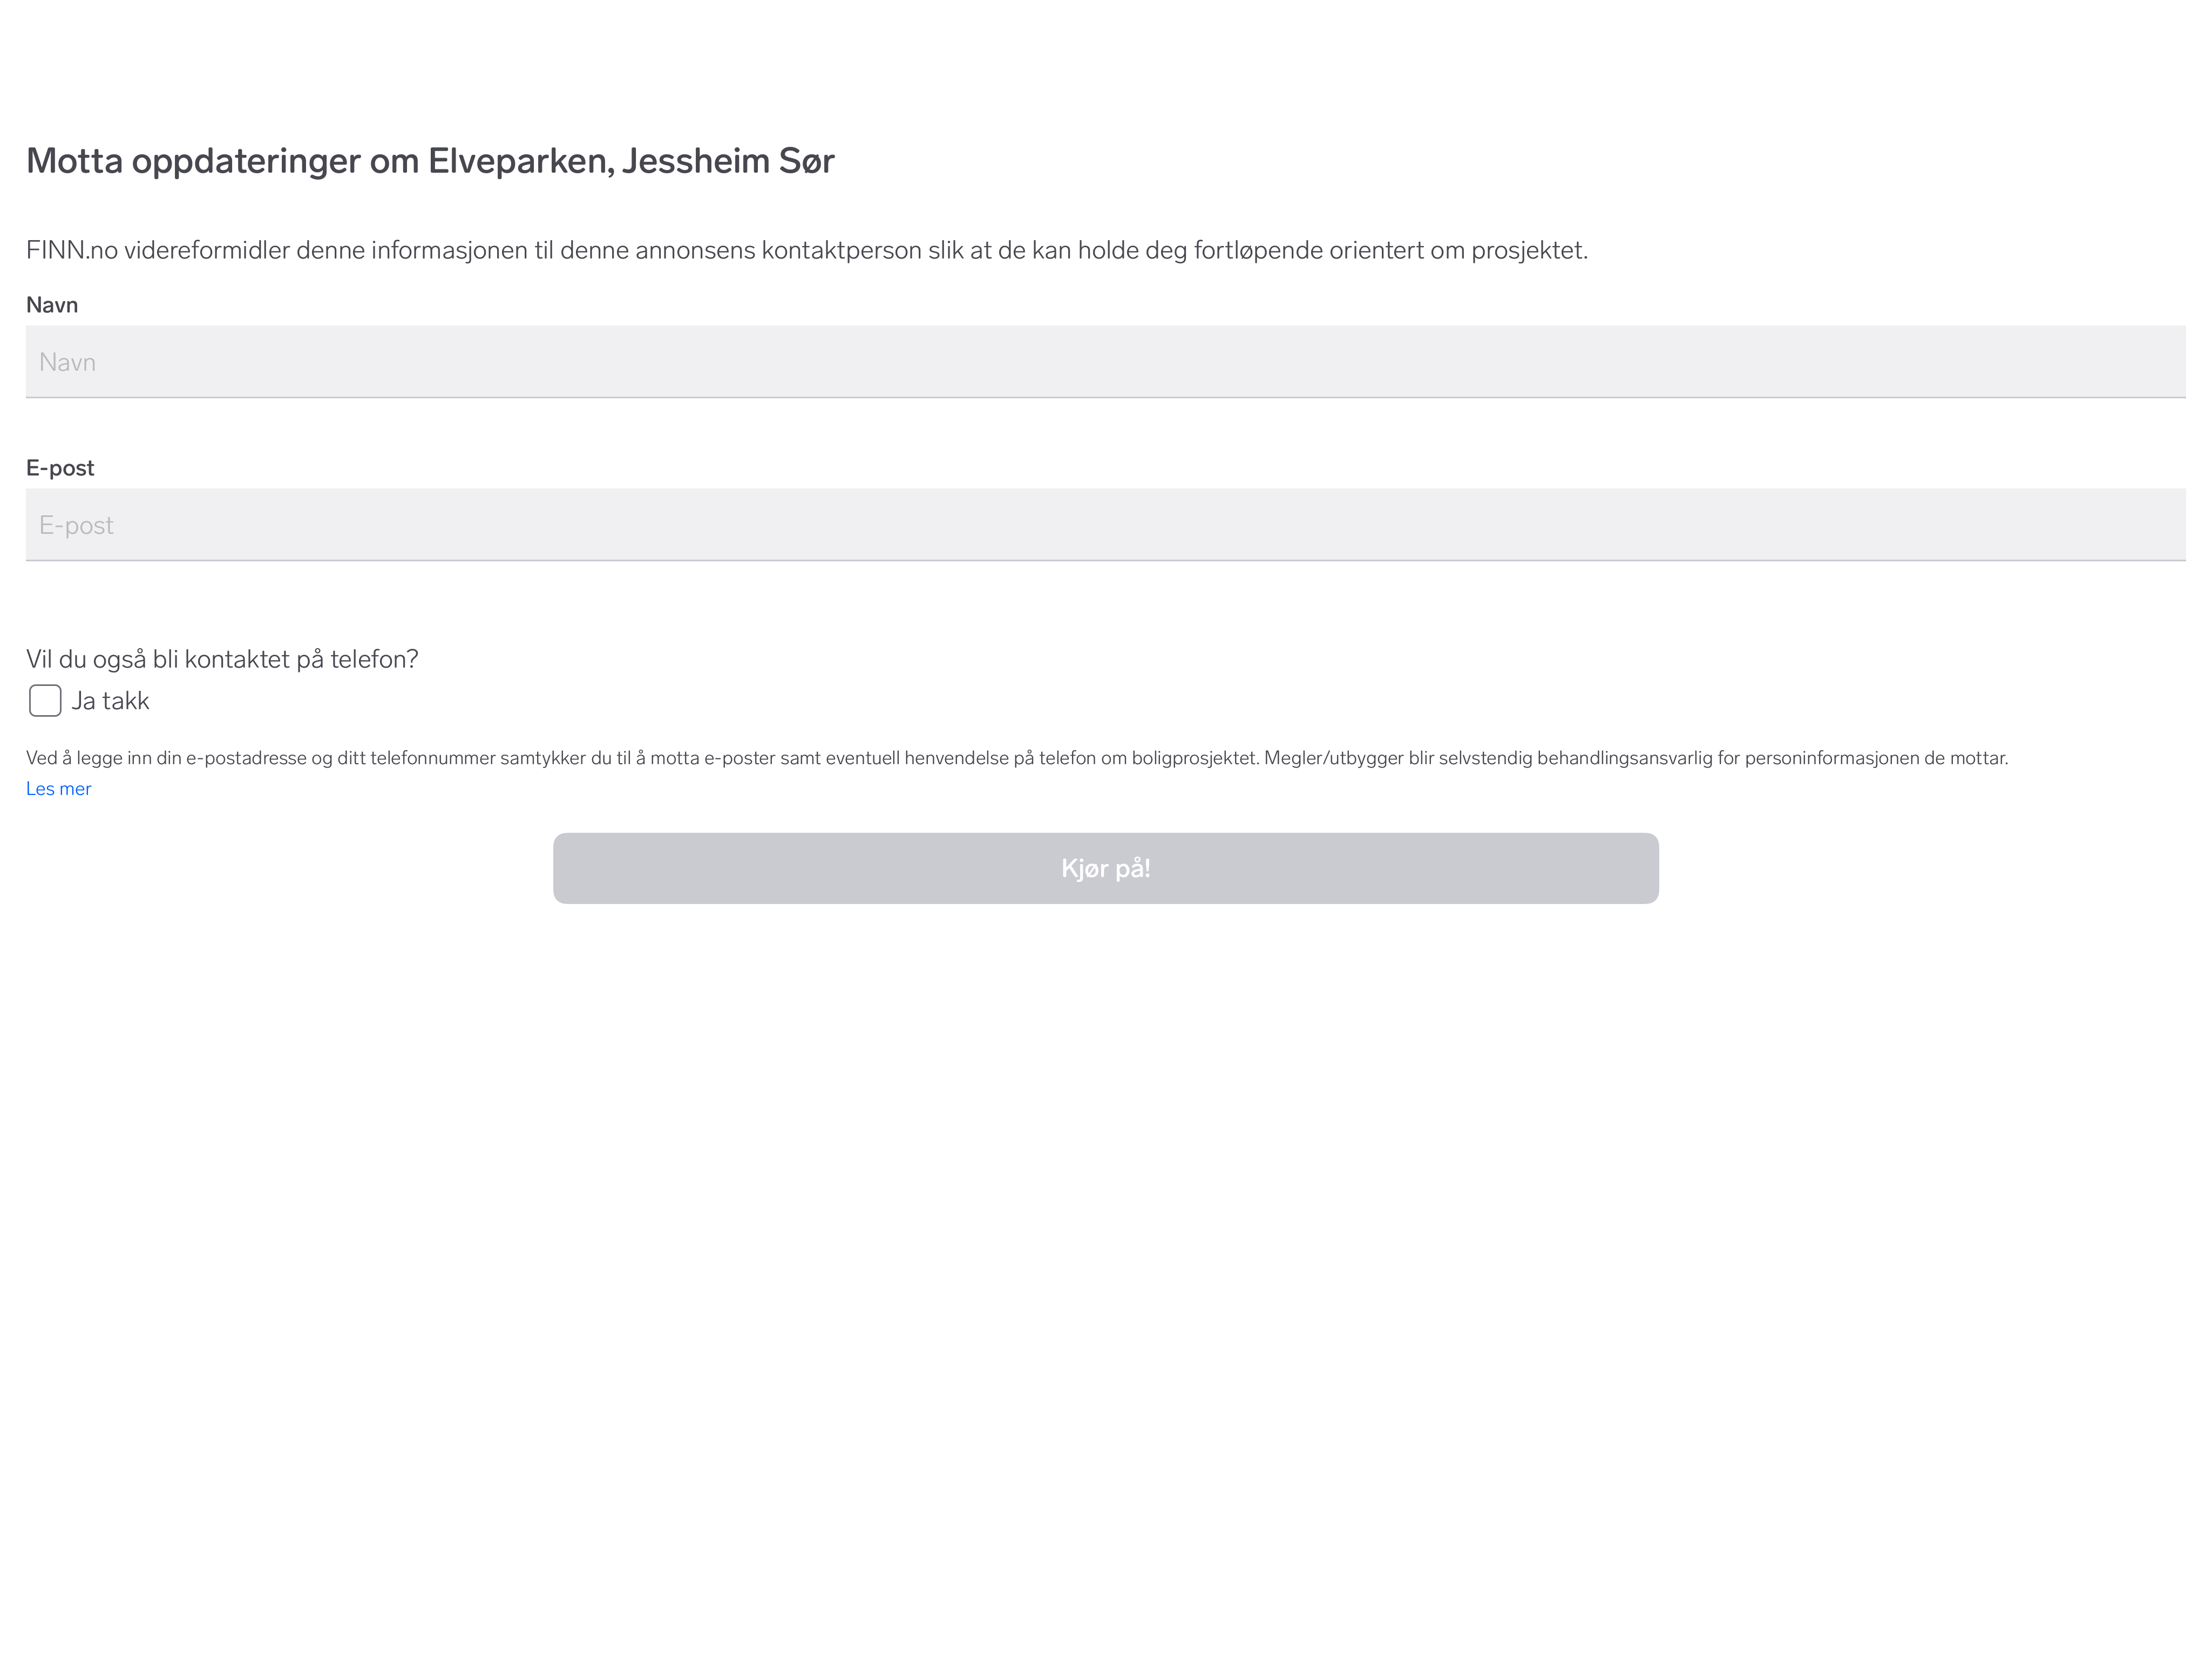 Motta oppdateringer om Elveparken, Jessheim Sør
FINN.no videreformidler denne informasjonen til denne annonsens kontaktperson slik at de kan holde deg fortløpende orientert om prosjektet.
Navn
Navn
E-post
E-post
Vil du også bli kontaktet på telefon?
Ja takk
Ved å legge inn din e-postadresse og ditt telefonnummer samtykker du til å motta e-poster samt eventuell henvendelse på telefon om boligprosjektet. Megler/utbygger blir selvstendig behandlingsansvarlig for personinformasjonen de mottar.
Les mer
Kjør på!